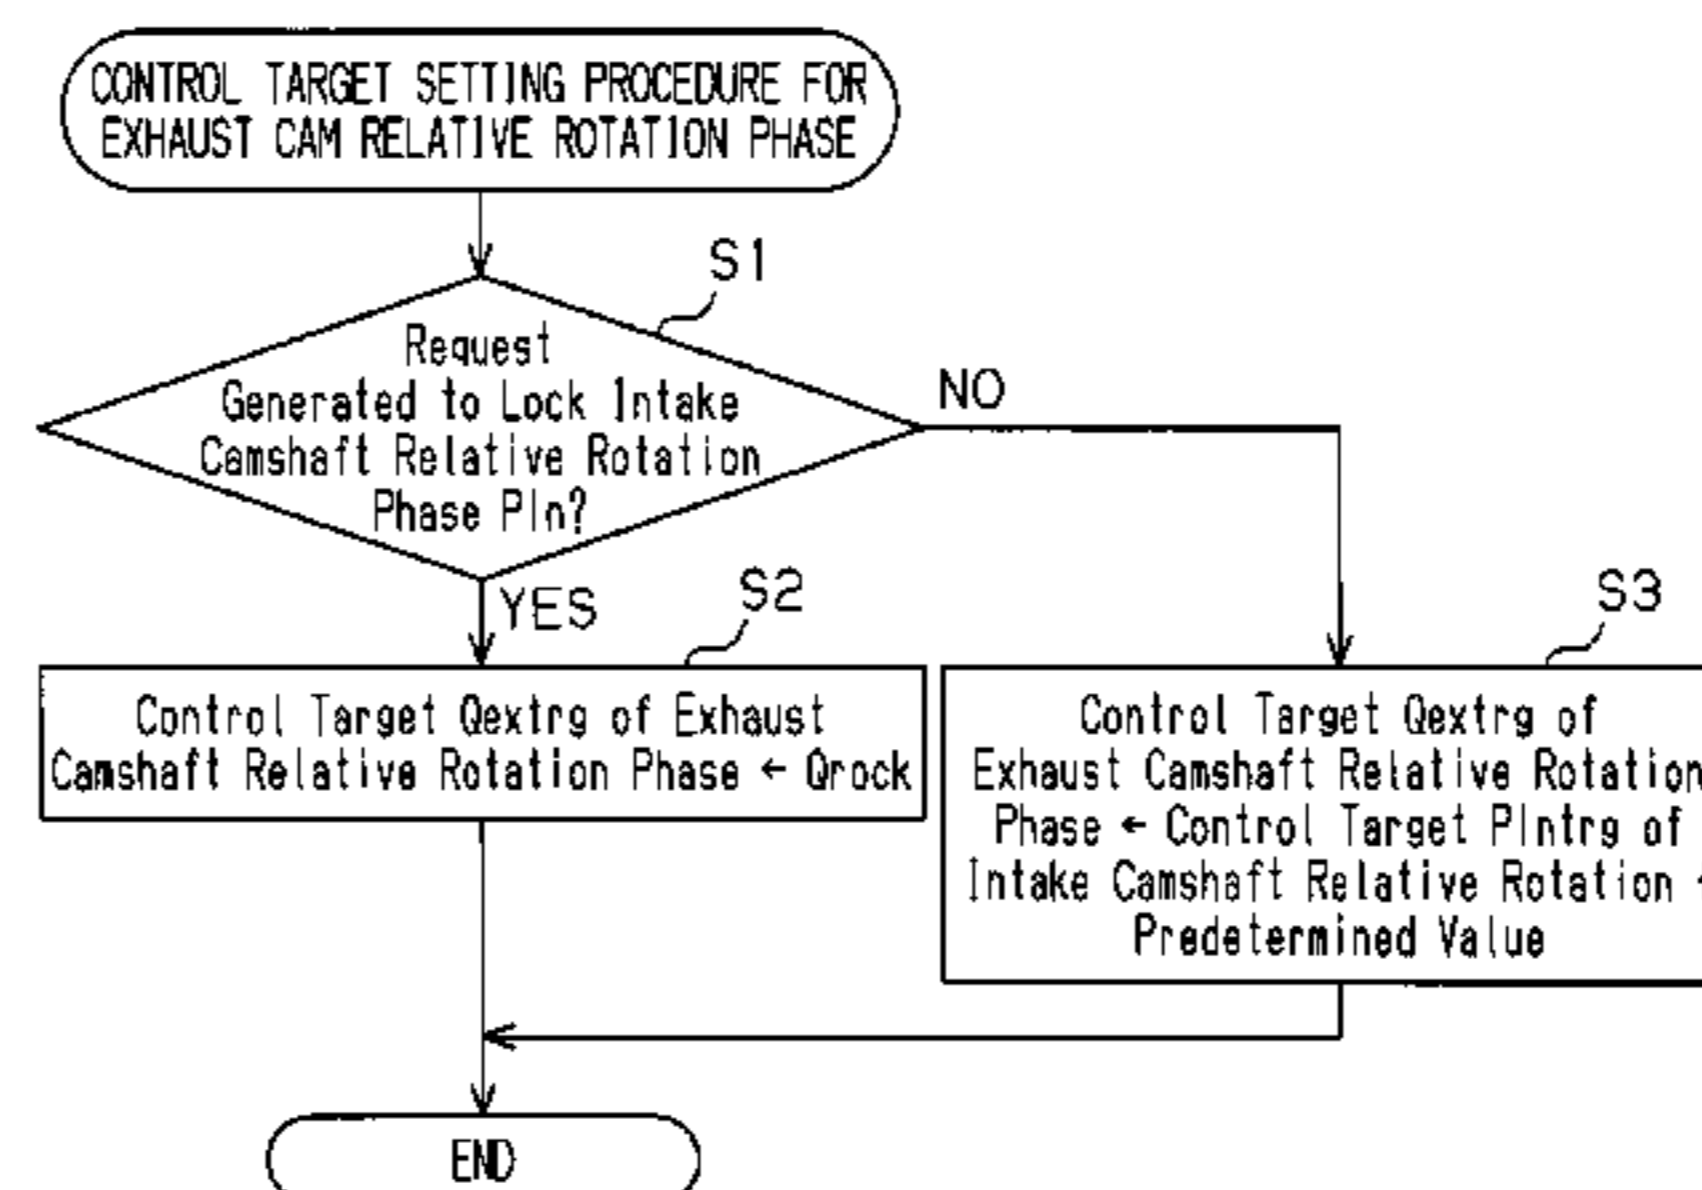 CONTROL TARGET SETTING PROCEDURE FOR
EXHAUST CAM RELATIVE ROTATION PHASE
S1
Request
Generated to Lock Intake
Camshaft Relative Rotation
Phase PIn?
NO
YES
S2
Control Target Qextrg of Exhaust
Camshaft Relative Rotation Phase ← Qrock
S3
Control Target Qextrg of
Exhaust Camshaft Relative Rotation
Phase ← Control Target PIntrg of
Intake Camshaft Relative Rotation
Predetermined Value
END